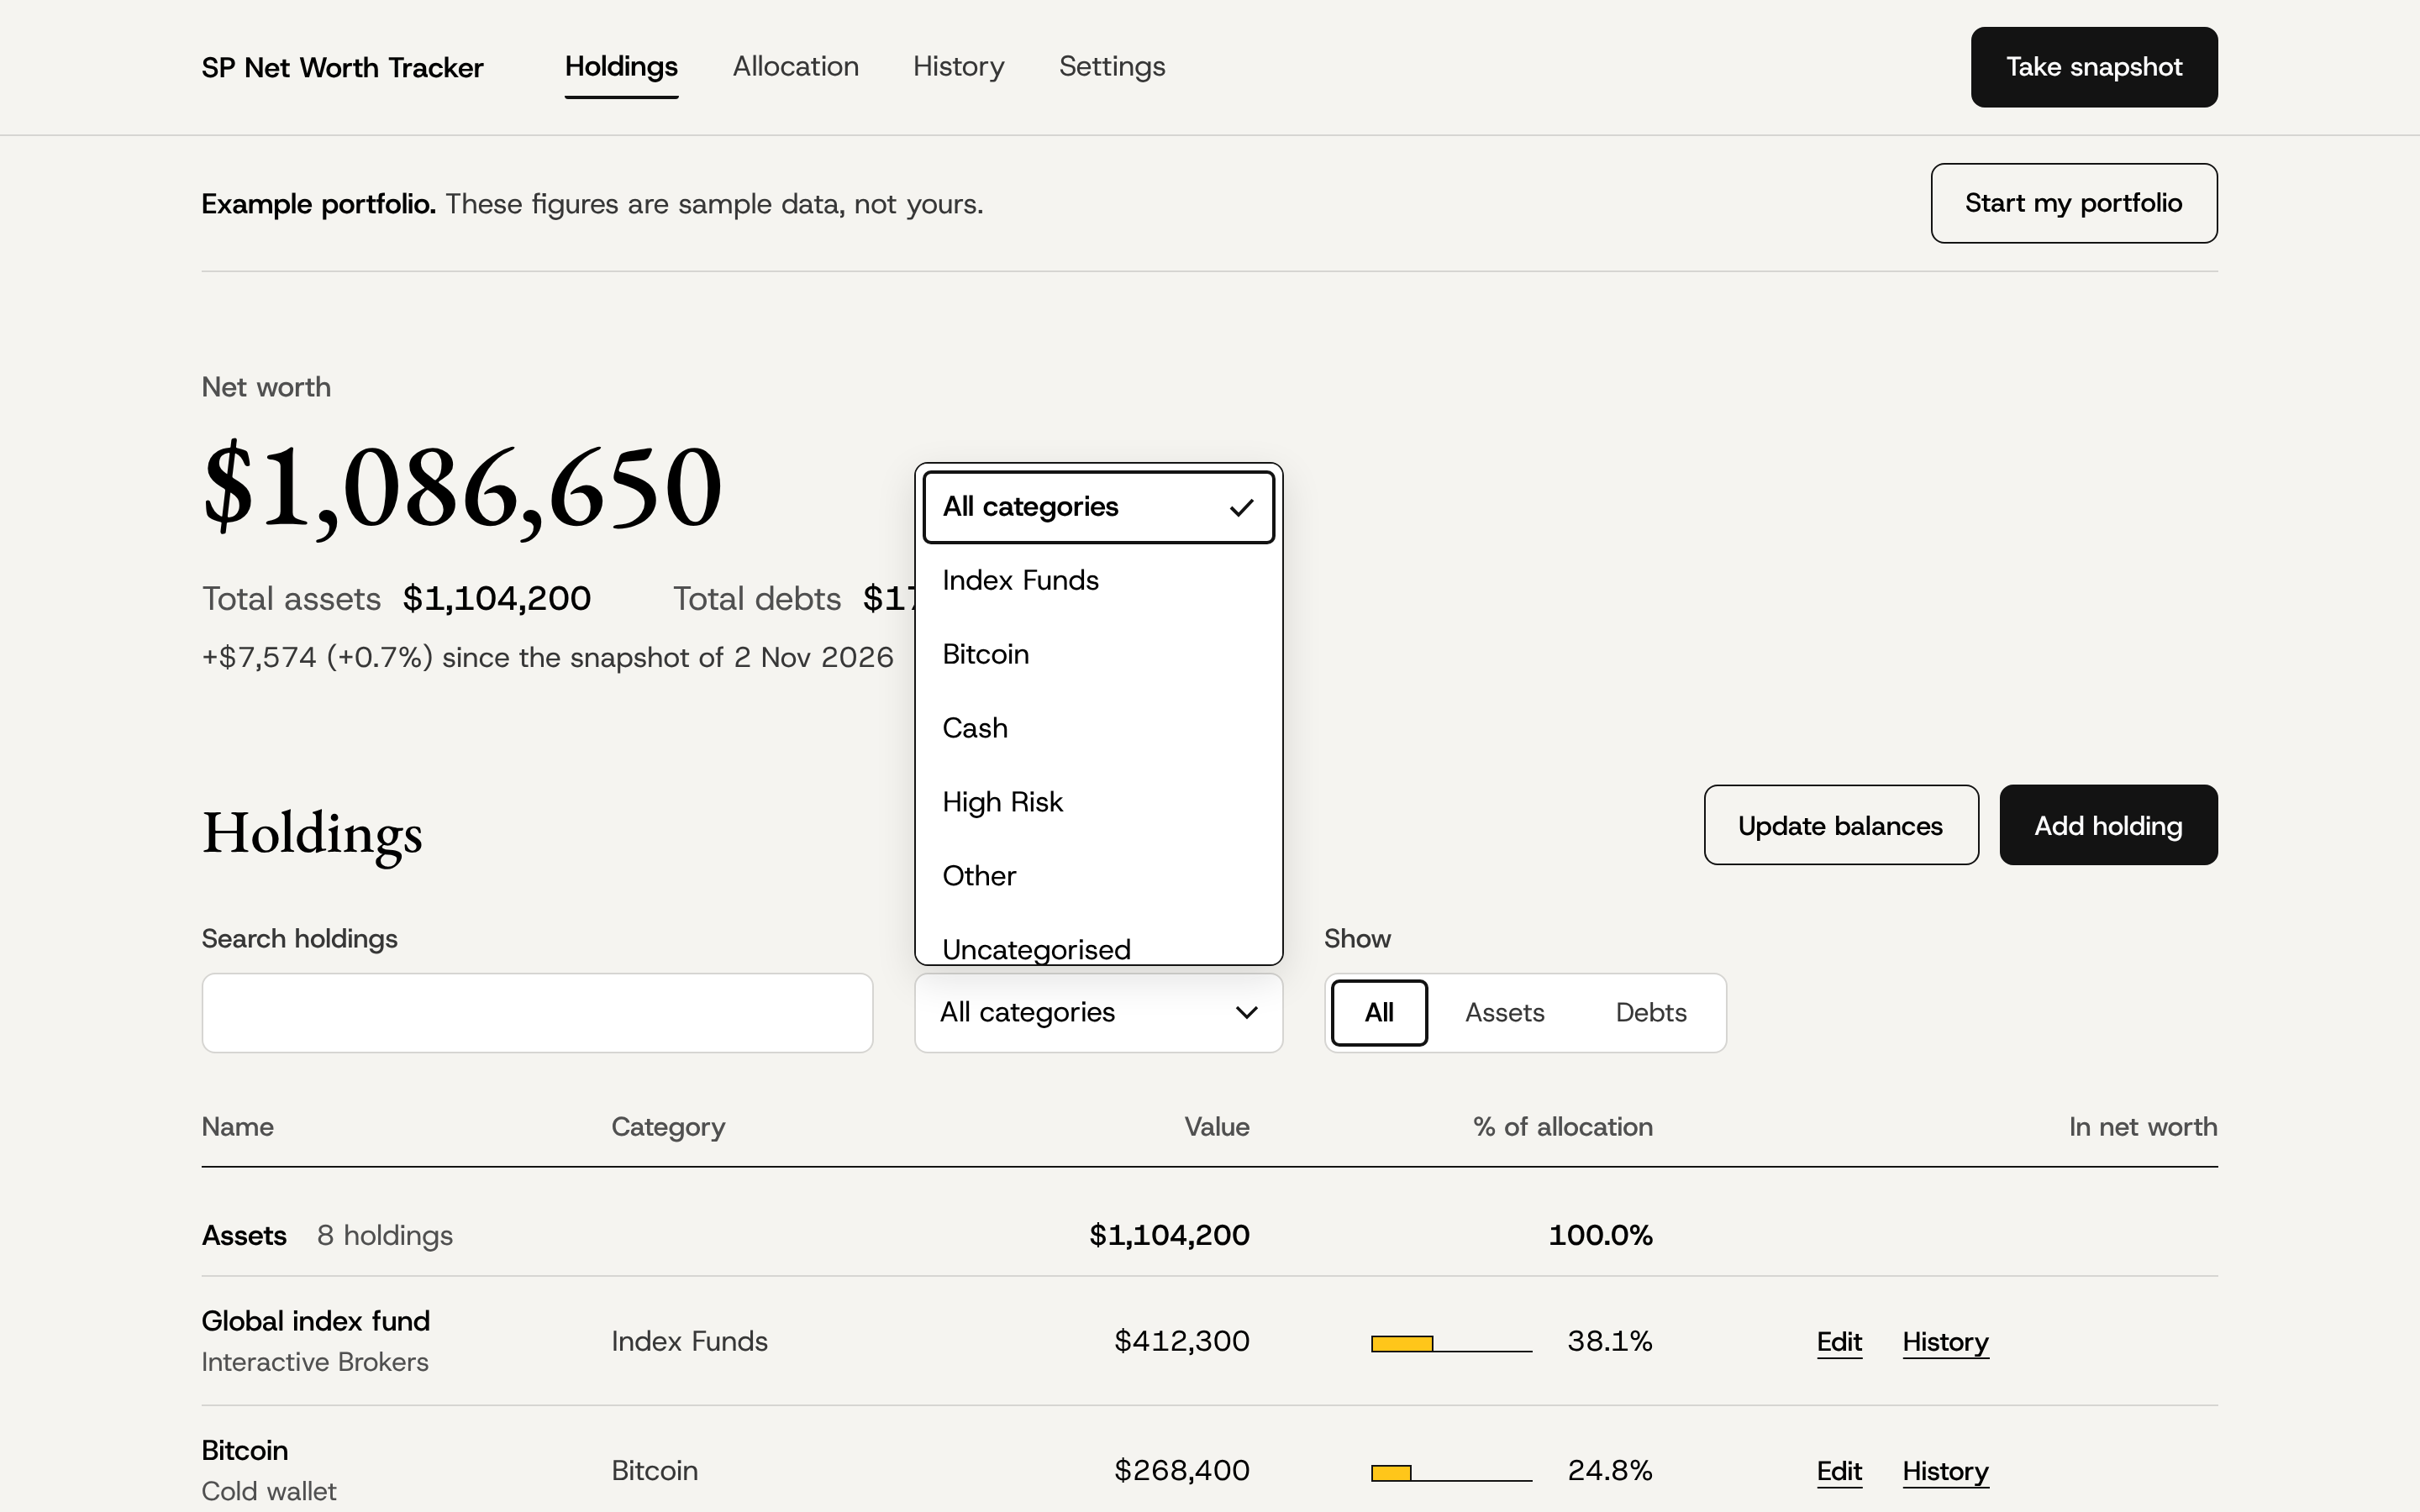 SP Net Worth Tracker Holdings Allocation History Settings Take snapshot
Example portfolio. These figures are sample data, not yours. Start my portfolio
Net worth
$1,086,650
Total assets $1,104,200 Total debts
+$7,574 (+0.7%) since the snapshot of 2 Nov 2026
All categories
Index Funds
Bitcoin
Cash
High Risk
Other
Uncategorised
Holdings Update balances Add holding
Search holdings Show
All categories All Assets Debts
Name Category Value % of allocation In net worth
Assets 8 holdings $1,104,200 100.0%
Global index fund
Interactive Brokers
Index Funds $412,300 38.1% Edit History
Bitcoin
Cold wallet
Bitcoin $268,400 24.8% Edit History